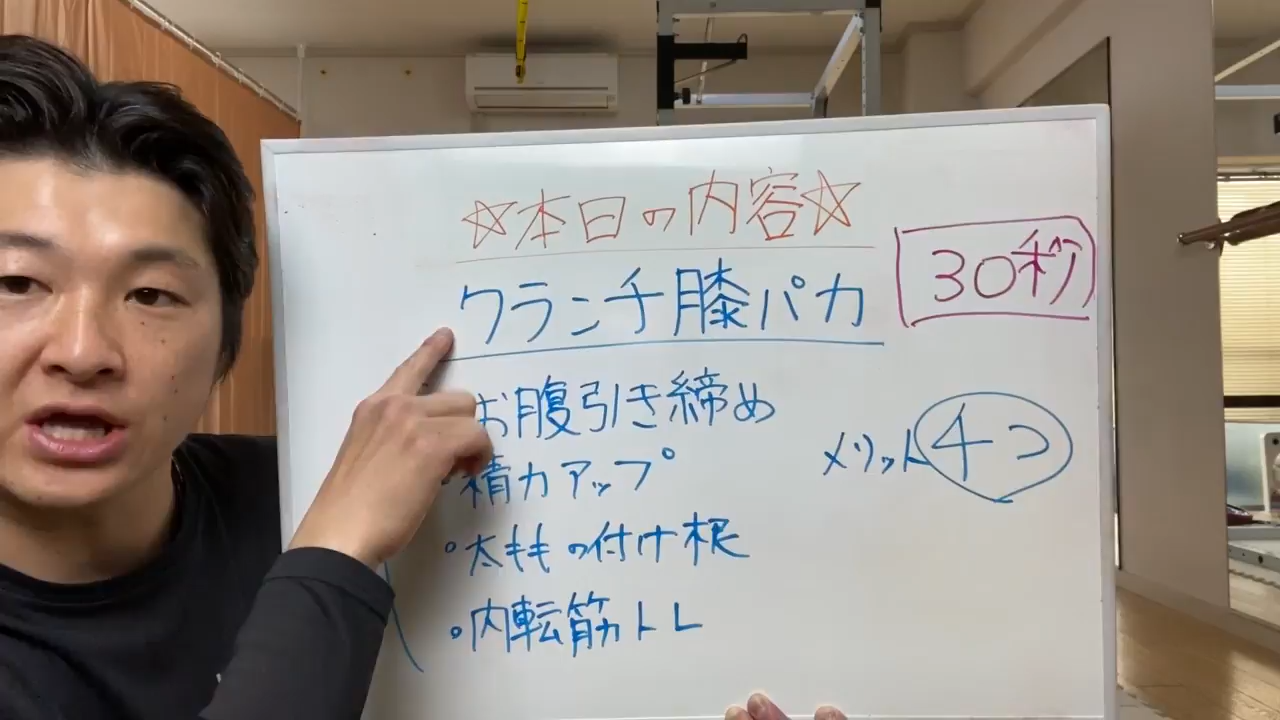 ☆本日の内容☆
30秒
クランチ膝パカ
お腹引き締め
・精力アップ
メリット4つ
・太ももの付け根
・内転筋トレ